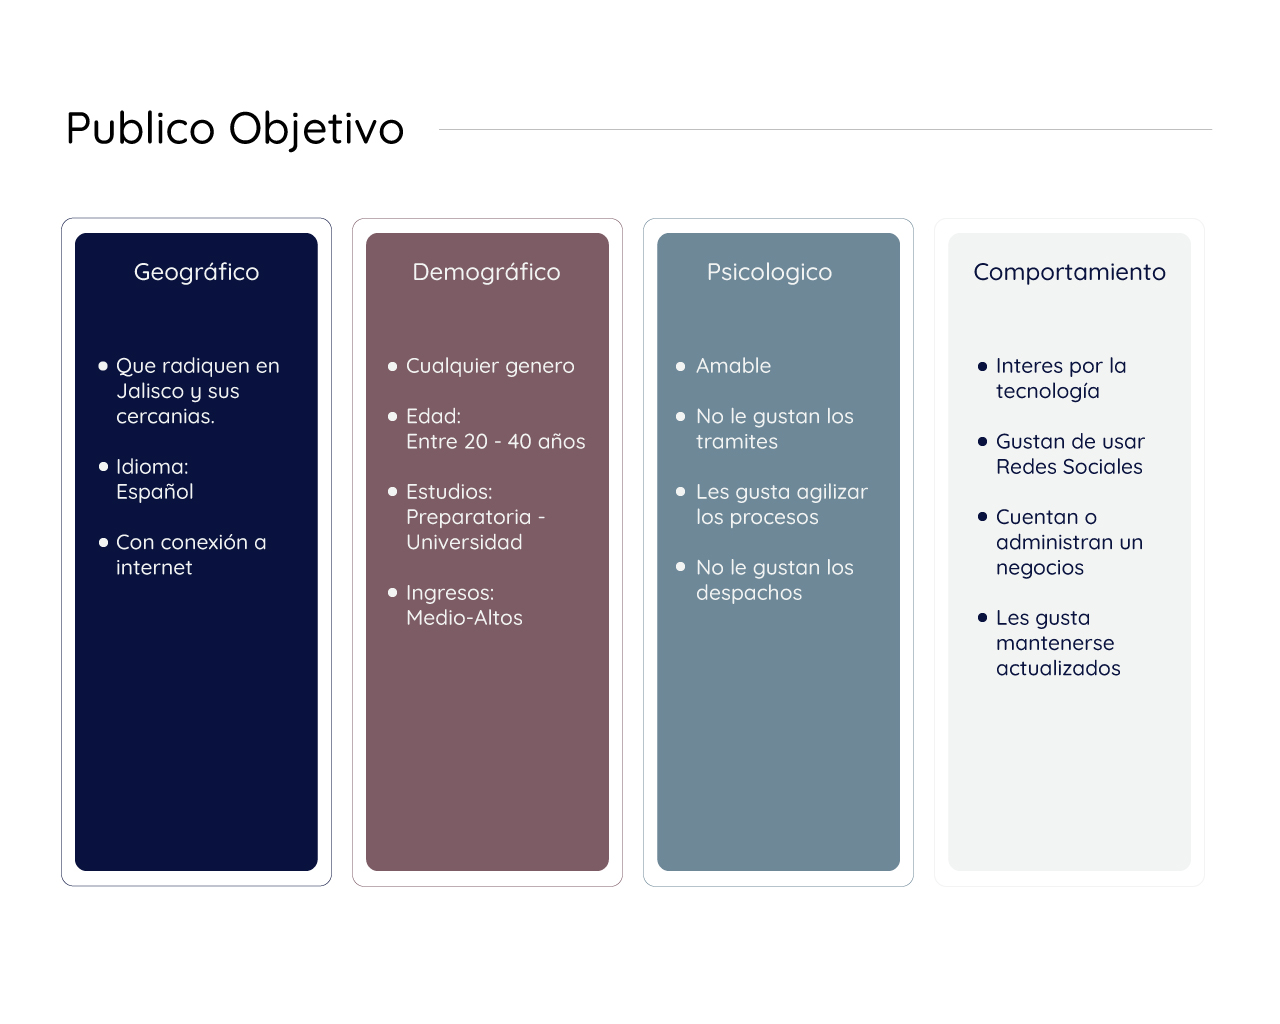 Publico Objetivo
Geográfico
Que radiquen en
Jalisco y sus
cercanias.
Idioma:
Español
Con conexión a
internet
Demográfico
Cualquier genero
Edad:
Entre 20 - 40 años
Estudios:
Preparatoria -
Universidad
Ingresos:
Medio-Altos
Psicologico
Amable
No le gustan los
tramites
Les gusta agilizar
los procesos
No le gustan los
despachos
Comportamiento
Interes por la
tecnología
Gustan de usar
Redes Sociales
Cuentan o
administran un
negocios
Les gusta
mantenerse
actualizados